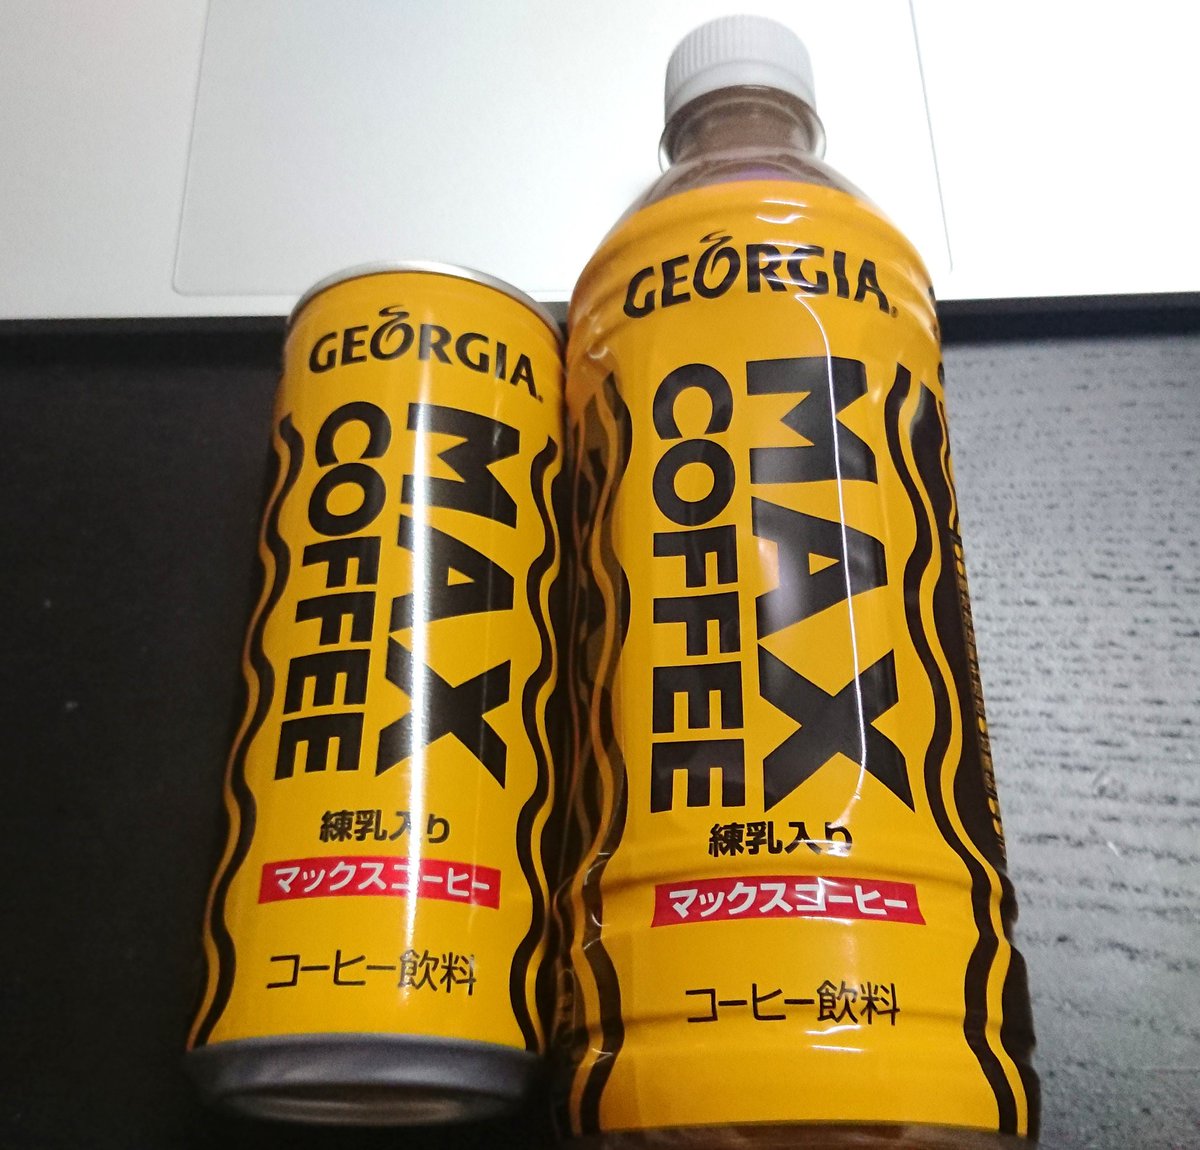 GEORGIA
MAX
COFFEE
練乳入り
マックスコーヒー
コーヒー飲料
GEORGIA
MAX
COFFEE
練乳入り
マックスコーヒー
コーヒー飲料